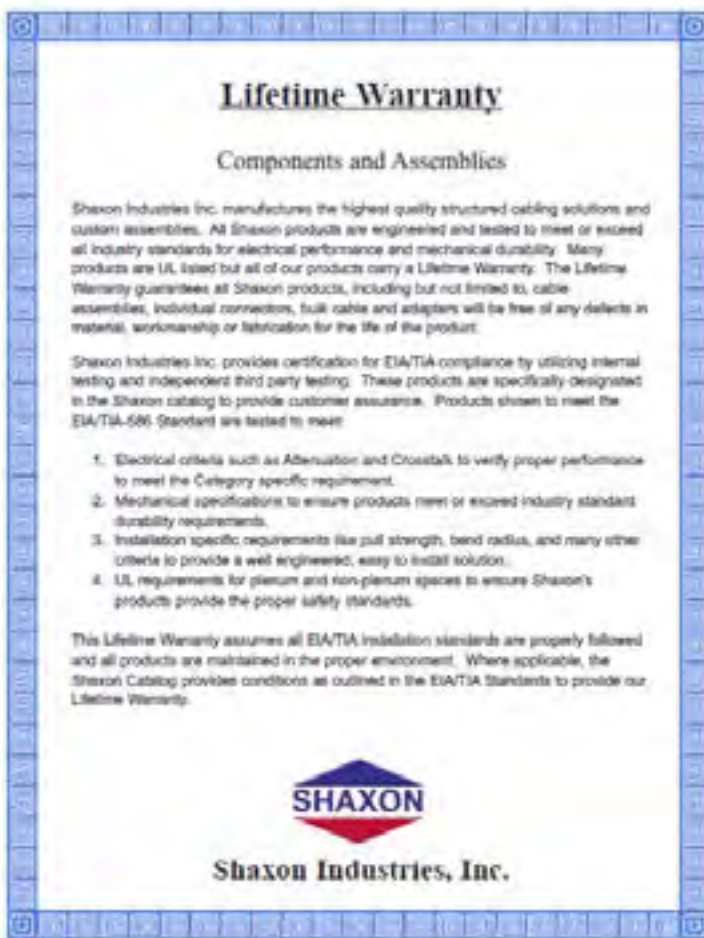 Lifetime Warranty
Components and Assemblies
Shaxon Industries Inc. manufactures the highest quality structured cabling solutions and
custom assemblies. All Shaxon products are engineered and tested to meet or exceed
all industry standards for electrical performance and mechanical durability. Many
products are UL listed but all of our products carry a Lifetime Warranty. The Lifetime
Warranty guarantees all Shaxon products, including but not limited to, cable
assemblies, individual connectors, bulk cable and adapters will be free of any defects in
material, workmanship or fabrication for the life of the product.
Shaxon Industries Inc. provides certification for EIA/TIA compliance by utilizing internal
testing and independent third party testing. These products are specifically designated
in the Shaxon catalog to provide customer assurance. Products shown to meet the
EIA/TIA-586 Standard are tested to meet:
1. Electrical criteria such as Attenuation and Crosstalk to verify proper performance
to meet the Category specific requirement.
2. Mechanical specifications to ensure products meet or exceed industry standard
durability requirements.
3. Installation specific requirements like pull strength, bend radius, and many other
criteria to provide a well engineered, easy to install solution.
4. UL requirements for plenum and non-plenum spaces to ensure Shaxon's
products provide the proper safety standards.
This Lifetime Warranty assumes all EIA/TIA installation standards are properly followed
and all products are maintained in the proper environment. Where applicable, the
Shaxon Catalog provides conditions as outlined in the EIA/TIA Standards to provide our
Lifetime Warranty.
SHAXON
Shaxon Industries, Inc.